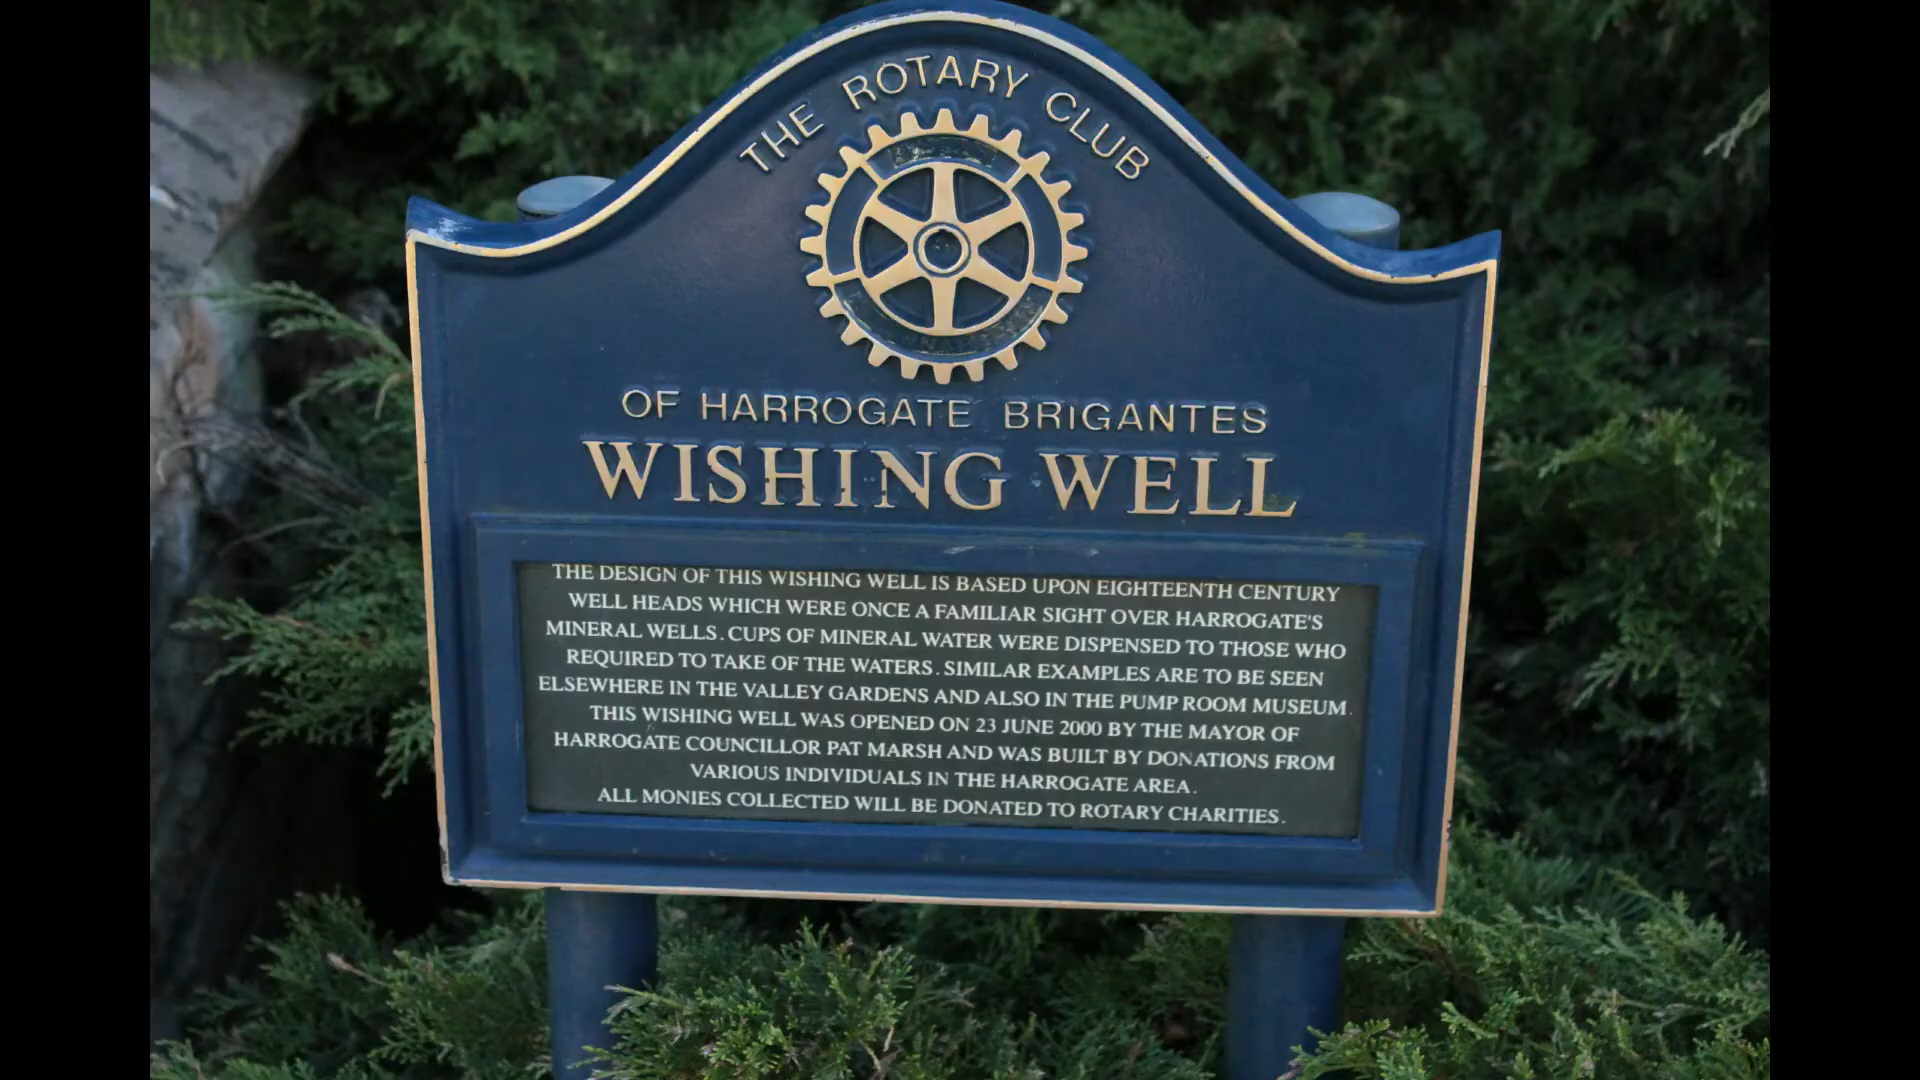 THE ROTARY CLUB
OF HARROGATE BRIGANTES
WISHING WELL
THE DESIGN OF THIS WISHING WELL IS BASED UPON EIGHTEENTH CENTURY
WELL HEADS WHICH WERE ONCE A FAMILIAR SIGHT OVER HARROGATE'S
MINERAL WELLS. CUPS OF MINERAL WATER WERE DISPENSED TO THOSE WHO
REQUIRED TO TAKE OF THE WATERS. SIMILAR EXAMPLES ARE TO BE SEEN
ELSEWHERE IN THE VALLEY GARDENS AND ALSO IN THE PUMP ROOM MUSEUM.
THIS WISHING WELL WAS OPENED ON 23 JUNE 2000 BY THE MAYOR OF
HARROGATE COUNCILLOR PAT MARSH AND WAS BUILT BY DONATIONS FROM
VARIOUS INDIVIDUALS IN THE HARROGATE AREA.
ALL MONIES COLLECTED WILL BE DONATED TO ROTARY CHARITIES.